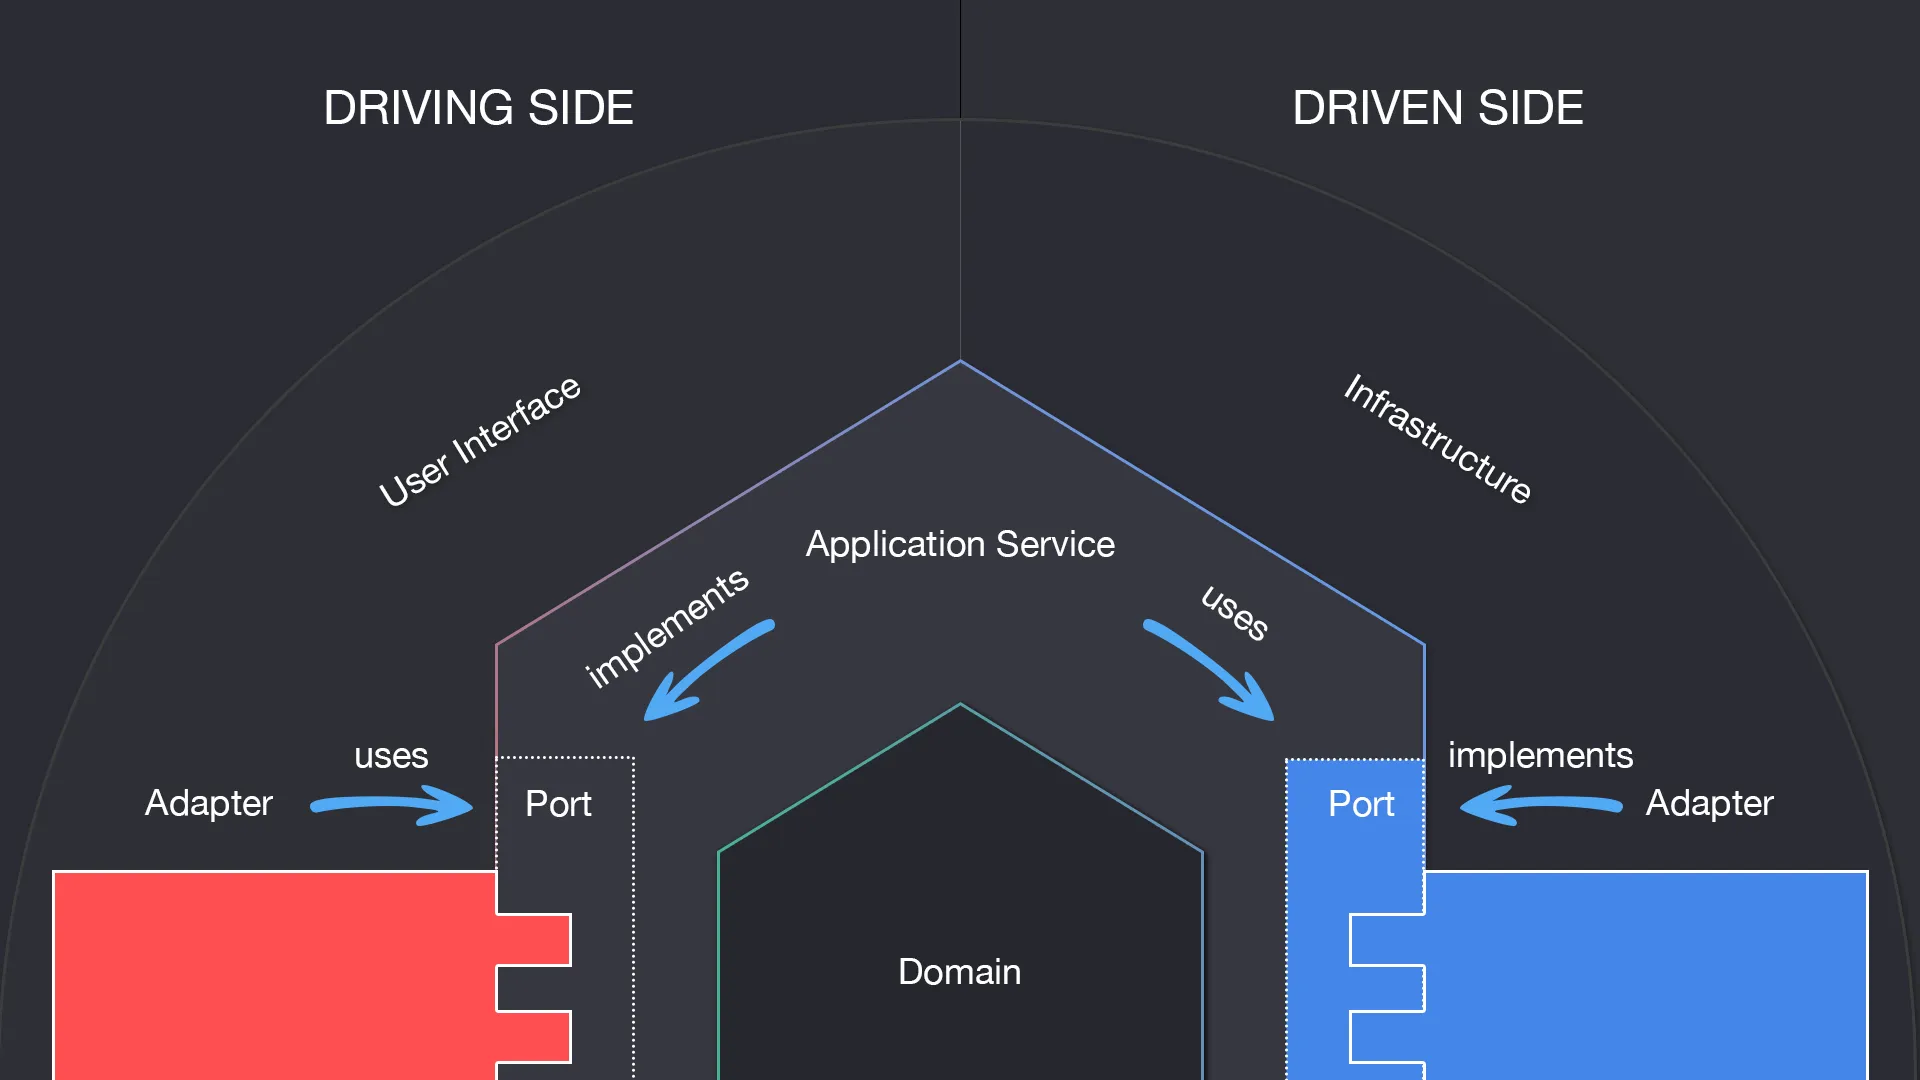 DRIVING SIDE
DRIVEN SIDE
User Interface
Infrastructure
Application Service
implements
uses
uses
implements
Adapter
Port
Port
Adapter
Domain